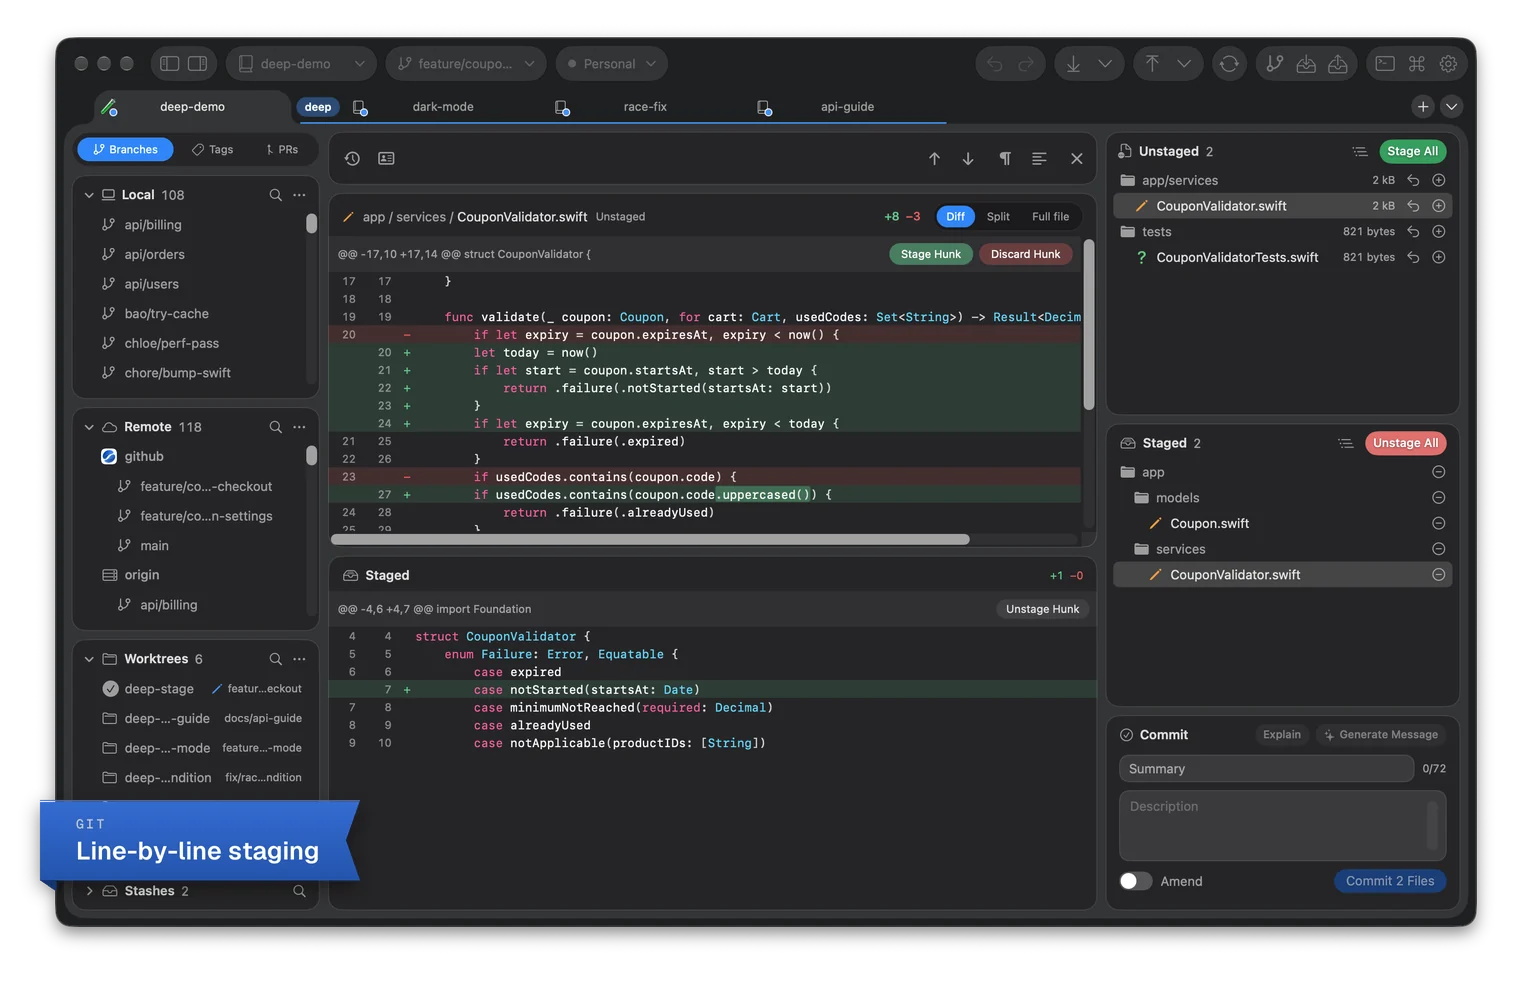 deep-demo
feature/coupo...
Personal
deep-demo
deep
dark-mode
race-fix
api-guide
Branches
Tags
PRs
Local 108
api/billing
api/orders
api/users
bao/try-cache
chloe/perf-pass
chore/bump-swift
Remote 118
github
feature/co...-checkout
feature/co...n-settings
main
origin
api/billing
Worktrees 6
deep-stage featur...eckout
deep-...-guide docs/api-guide
deep-...-mode feature...-mode
deep-...ndition fix/rac...ndition
GIT
Line-by-line staging
Stashes 2
app / services / CouponValidator.swift Unstaged
+8 −3
Diff
Split
Full file
@@ -17,10 +17,14 @@ struct CouponValidator {
Stage Hunk
Discard Hunk
17 17 }
18 18
19 19 func validate(_ coupon: Coupon, for cart: Cart, usedCodes: Set<String>) -> Result<Decim
20 − if let expiry = coupon.expiresAt, expiry < now() {
20 + let today = now()
21 + if let start = coupon.startsAt, start > today {
22 + return .failure(.notStarted(startsAt: start))
23 + }
24 + if let expiry = coupon.expiresAt, expiry < today {
21 25 return .failure(.expired)
22 26 }
23 − if usedCodes.contains(coupon.code) {
27 + if usedCodes.contains(coupon.code.uppercased()) {
24 28 return .failure(.alreadyUsed)
25 29 }
Staged
+1 −0
@@ -4,6 +4,7 @@ import Foundation
Unstage Hunk
4 4 struct CouponValidator {
5 5 enum Failure: Error, Equatable {
6 6 case expired
7 + case notStarted(startsAt: Date)
7 8 case minimumNotReached(required: Decimal)
8 9 case alreadyUsed
9 10 case notApplicable(productIDs: [String])
Unstaged 2
Stage All
app/services 2 kB
CouponValidator.swift 2 kB
tests 821 bytes
? CouponValidatorTests.swift 821 bytes
Staged 2
Unstage All
app
models
Coupon.swift
services
CouponValidator.swift
Commit
Explain
Generate Message
Summary
0/72
Description
Amend
Commit 2 Files